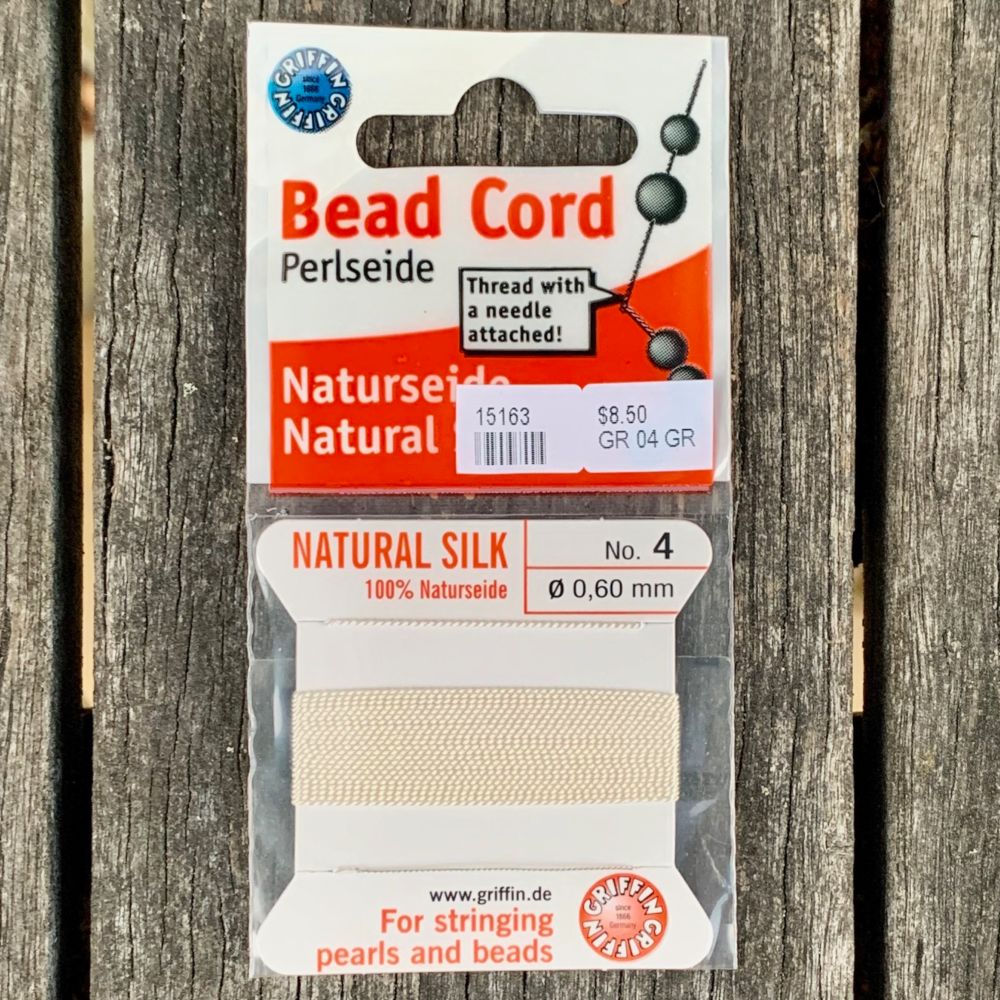 GRIFFIN GRIFFIN
since
1866
Germany
Bead Cord
Perlseide
Thread with
a needle
attached!
Naturseide
Natural
15163
$8.50
GR 04 GR
NATURAL SILK
100% Naturseide
No. 4
Ø 0,60 mm
www.griffin.de
For stringing
pearls and beads
GRIFFIN GRIFFIN
since
1866
Germany